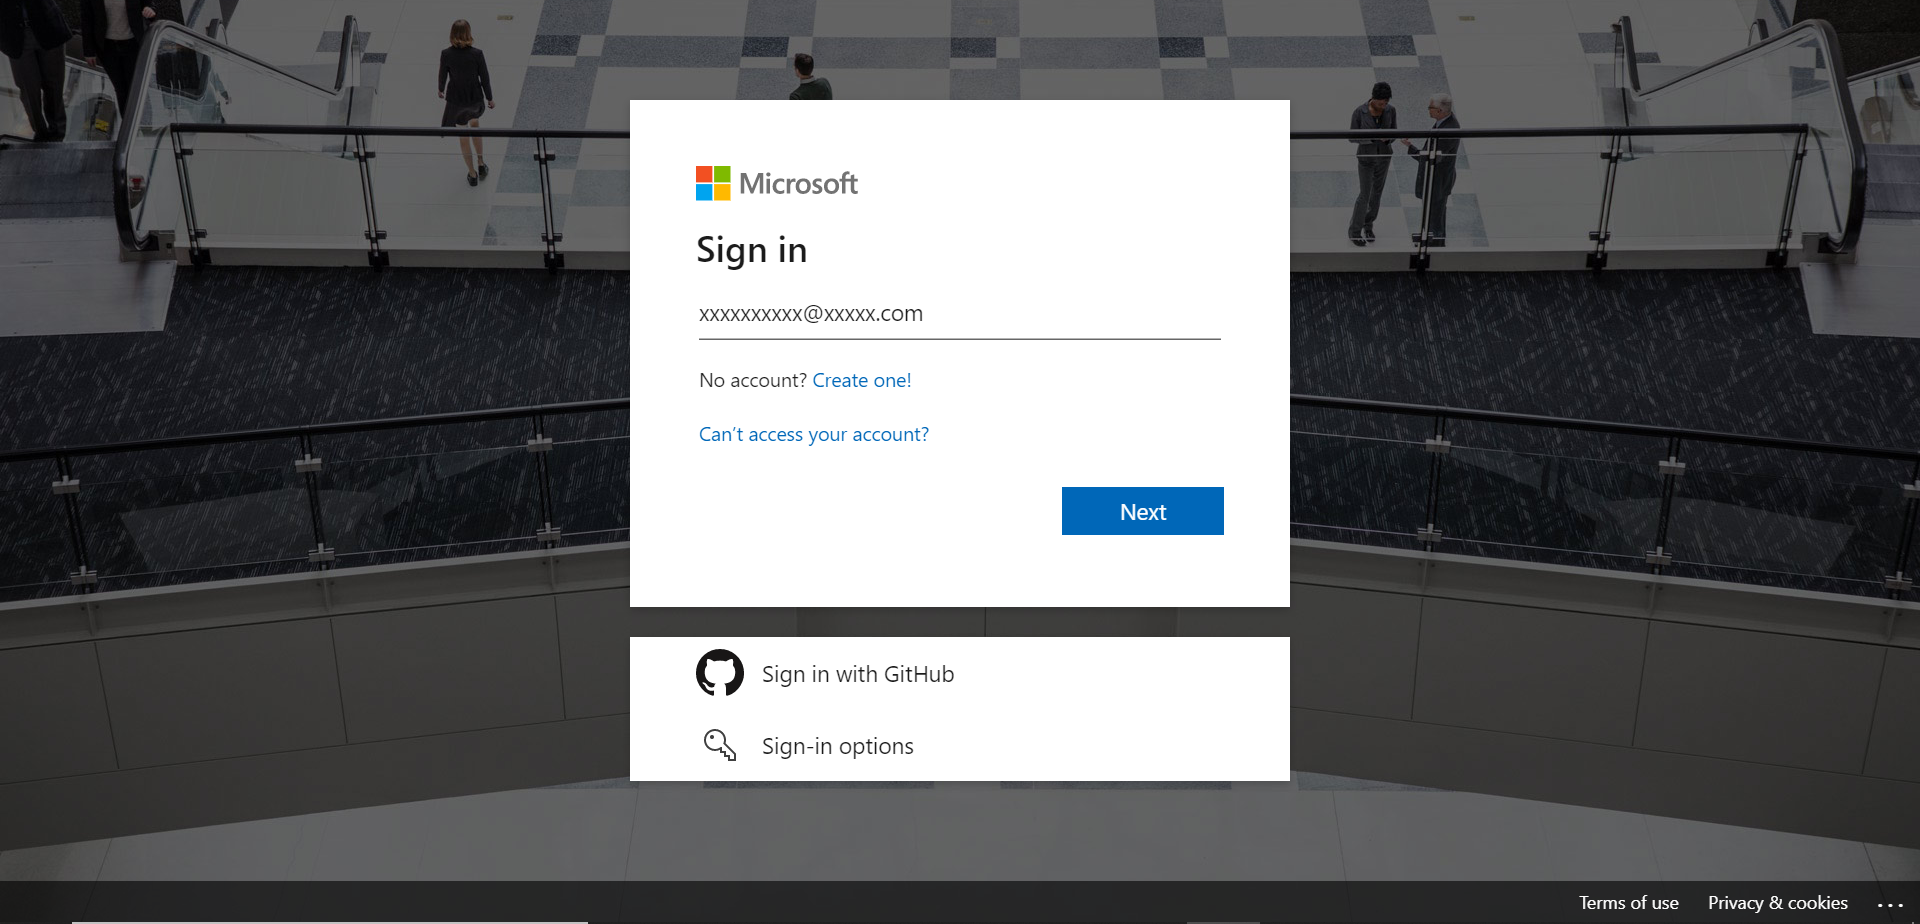 Microsoft
Sign in
xxxxxxxxxx@xxxxx.com
No account? Create one!
Can’t access your account?
Next
Sign in with GitHub
Sign-in options
Terms of use Privacy & cookies ...